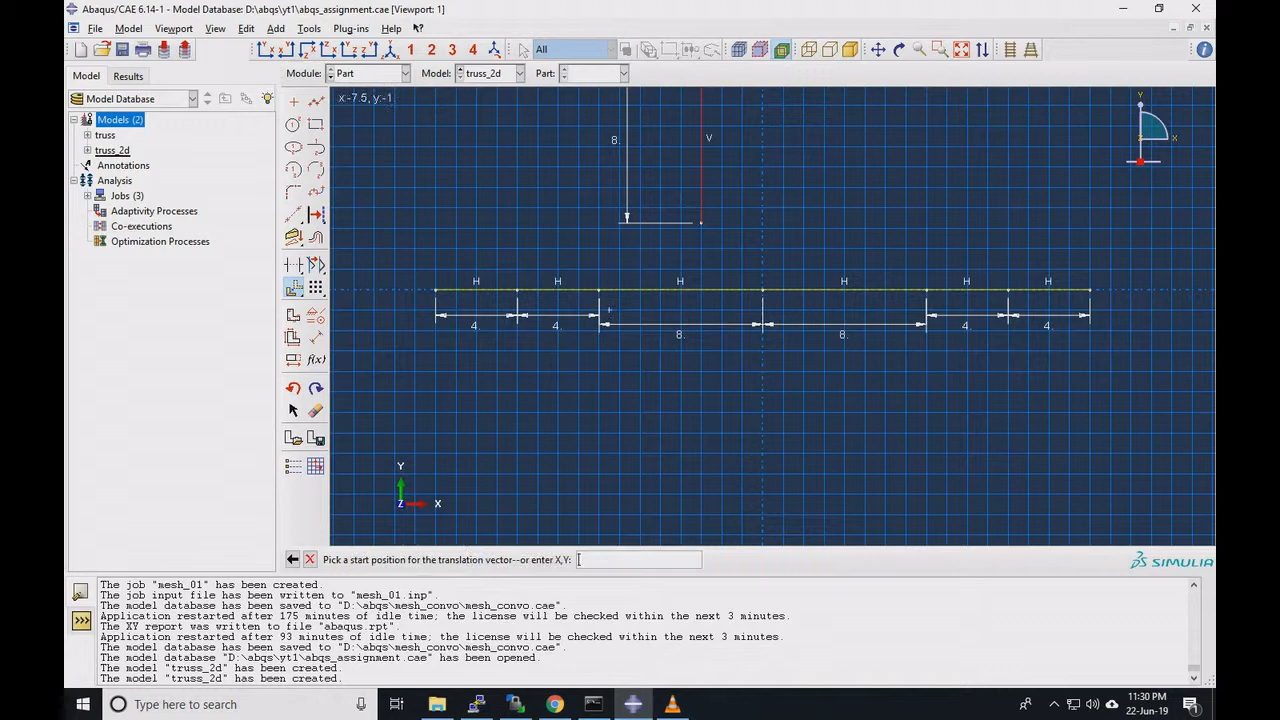 Abaqus/CAE 6.14-1 - Model Database: D:\abqs\yt1\abqs_assignment.cae [Viewport: 1]
File Model Viewport View Edit Add Tools Plug-ins Help
1 2 3 4 All
Model Results Module: Part Model: truss_2d Part:
Model Database
x:-7.5, y:-1
Models (2)
truss
truss_2d
Annotations
Analysis
Jobs (3)
Adaptivity Processes
Co-executions
Optimization Processes
f(x)
Y
X
Z
8. V
H H H H H H
4. 4. 8. 8. 4. 4.
Y
Z X
Pick a start position for the translation vector--or enter X,Y:
SIMULIA
The job "mesh_01" has been created.
The job input file has been written to "mesh_01.inp".
The model database has been saved to "D:\abqs\mesh_convo\mesh_convo.cae".
Application restarted after 175 minutes of idle time; the license will be checked within the next 3 minutes.
The XY report was written to file "abaqus.rpt".
Application restarted after 93 minutes of idle time; the license will be checked within the next 3 minutes.
The model database has been saved to "D:\abqs\mesh_convo\mesh_convo.cae".
The model database "D:\abqs\yt1\abqs_assignment.cae" has been opened.
The model "truss_2d" has been created.
The model "truss_2d" has been created.
>>>
Type here to search
11:30 PM
22-Jun-19